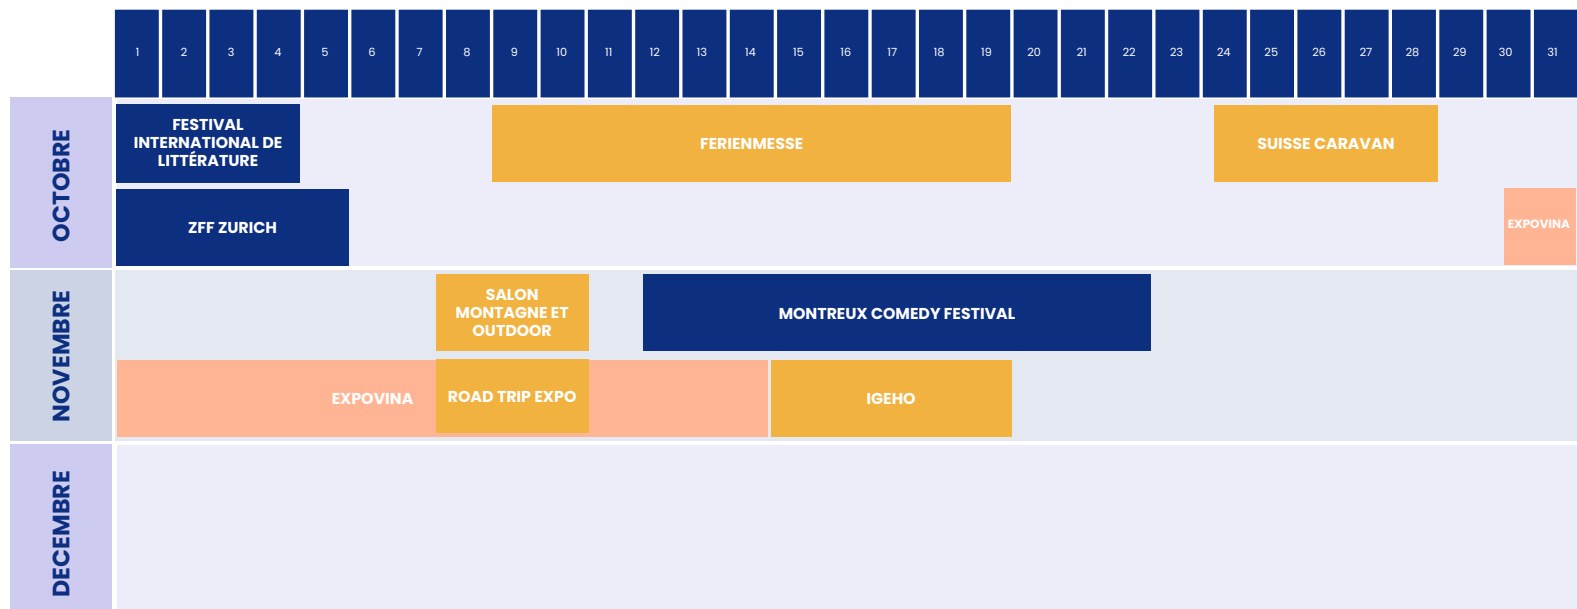 1 2 3 4 5 6 7 8 9 10 11 12 13 14 15 16 17 18 19 20 21 22 23 24 25 26 27 28 29 30 31
OCTOBRE
FESTIVAL
INTERNATIONAL DE
LITTÉRATURE
FERIENMESSE
SUISSE CARAVAN
ZFF ZURICH
EXPOVINA
NOVEMBRE
SALON
MONTAGNE ET
OUTDOOR
MONTREUX COMEDY FESTIVAL
EXPOVINA
ROAD TRIP EXPO
IGEHO
DECEMBRE